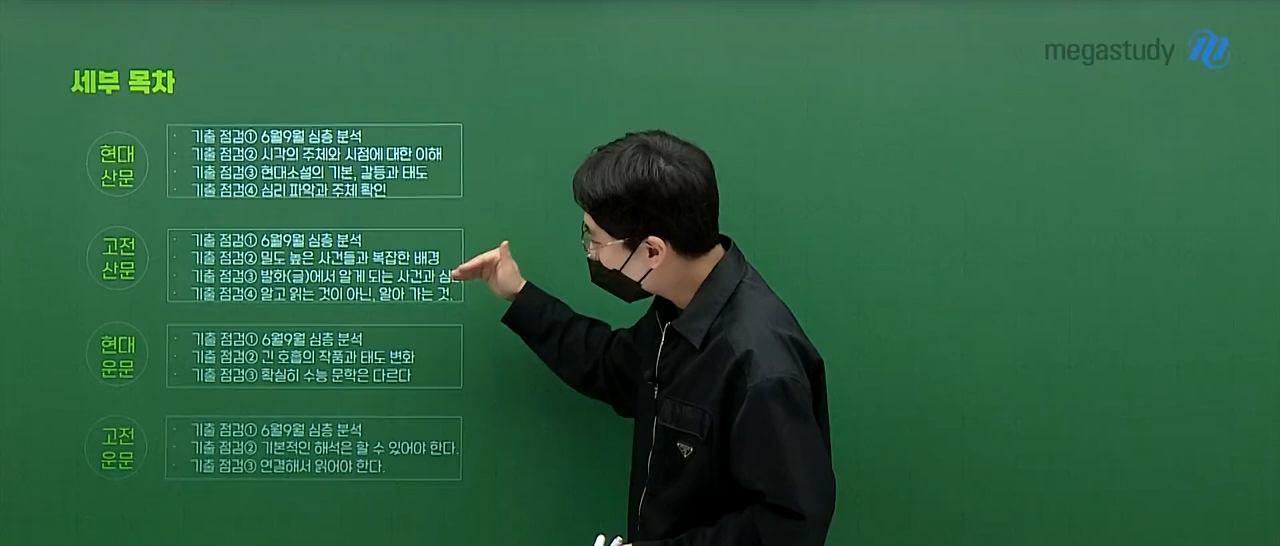 megastudy
세부 목차
현대
산문
기출 점검① 6월9월 심층 분석
기출 점검② 시각의 주체와 시점에 대한 이해
기출 점검③ 현대소설의 기본, 갈등과 태도
기출 점검④ 심리 파악과 주체 확인
고전
산문
기출 점검① 6월9월 심층 분석
기출 점검② 밀도 높은 사건들과 복잡한 배경
기출 점검③ 발화(글)에서 알게 되는 사건과
기출 점검④ 알고 읽는 것이 아닌, 알아 가는 것.
현대
운문
기출 점검① 6월9월 심층 분석
기출 점검② 긴 호흡의 작품과 태도 변화
기출 점검③ 확실히 수능 문학은 다르다
고전
운문
기출 점검① 6월9월 심층 분석
기출 점검② 기본적인 해석은 할 수 있어야 한다.
기출 점검③ 연결해서 읽어야 한다.